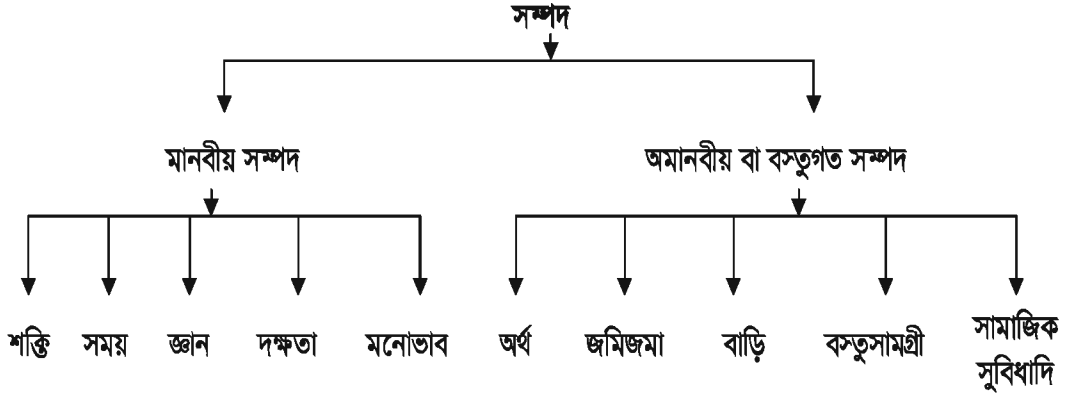 সম্পদ
মানবীয় সম্পদ অমানবীয় বা বস্তুগত সম্পদ
শক্তি সময় জ্ঞান দক্ষতা মনোভাব অর্থ জমিজমা বাড়ি বস্তুসামগ্রী সামাজিক
সুবিধাদি